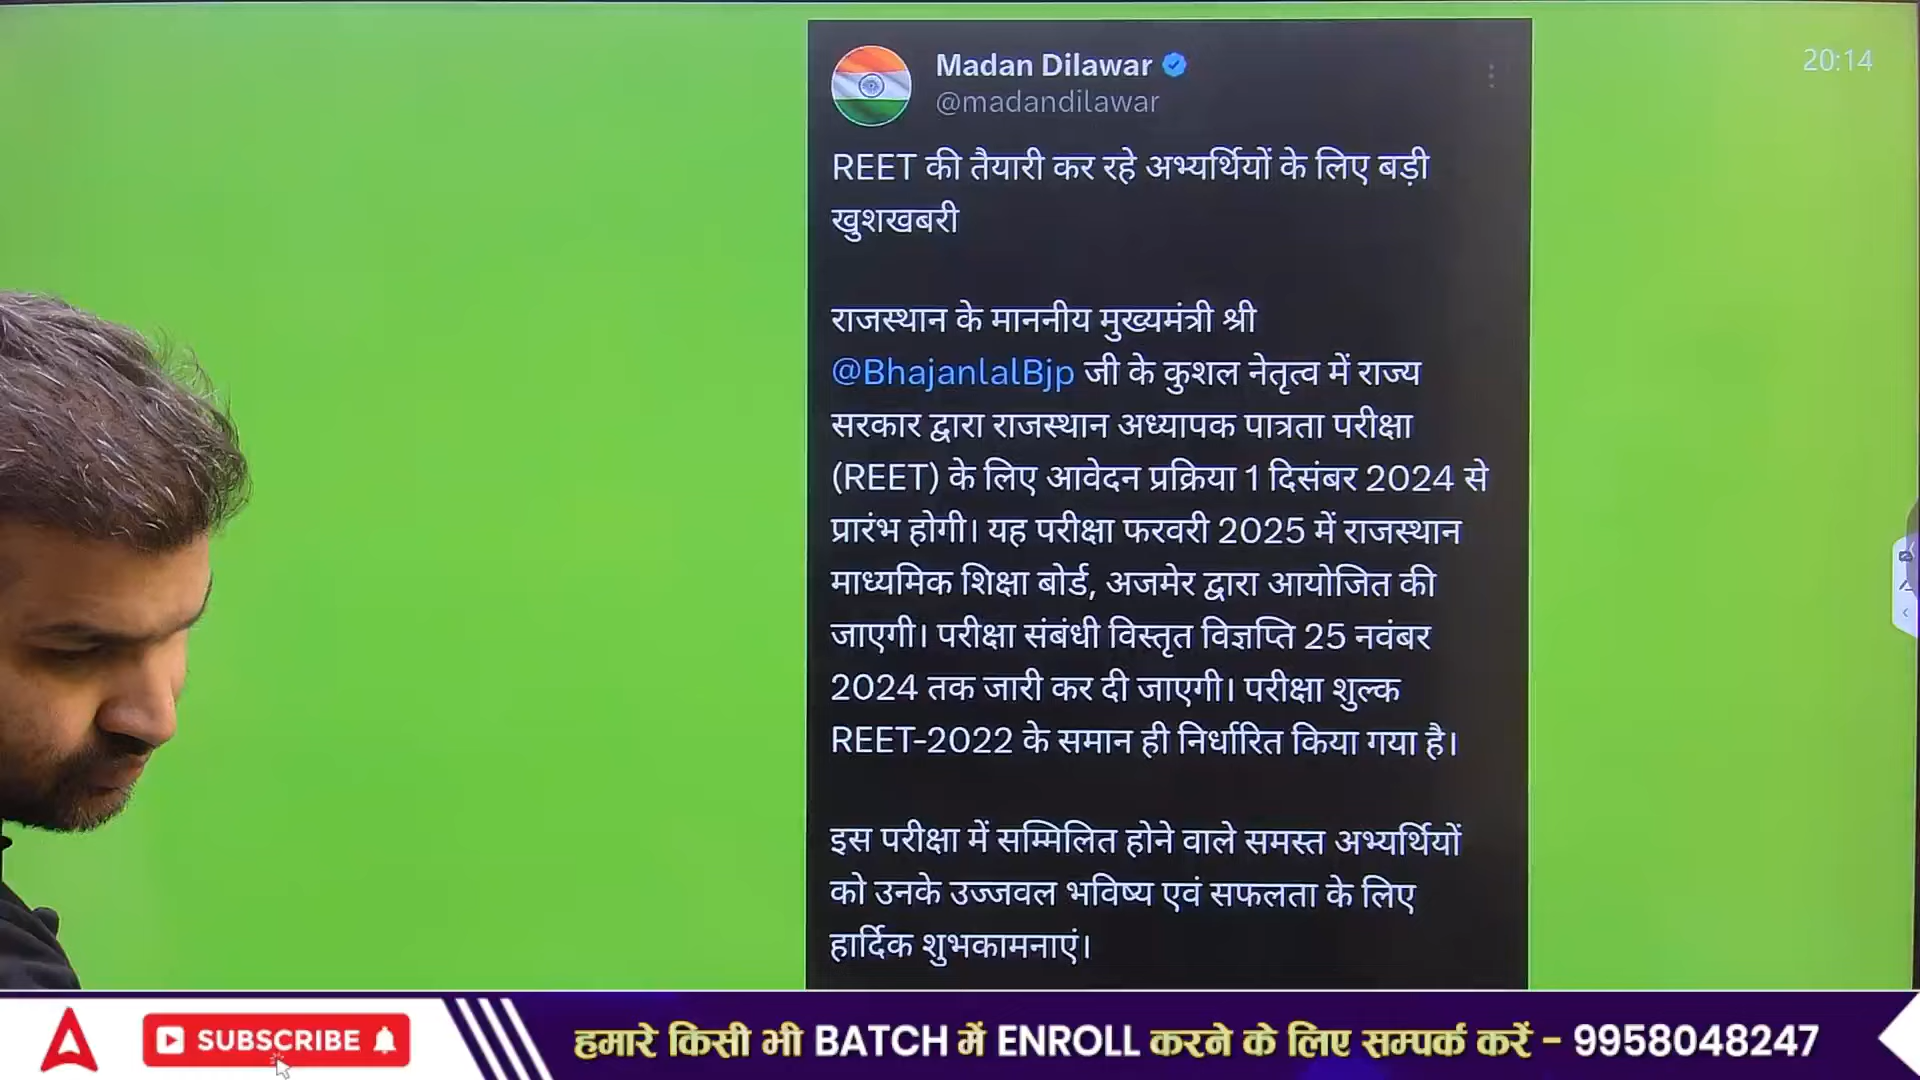 Madan Dilawar
@madandilawar
20:14
REET की तैयारी कर रहे अभ्यर्थियों के लिए बड़ी
खुशखबरी
राजस्थान के माननीय मुख्यमंत्री श्री
@BhajanlalBjp जी के कुशल नेतृत्व में राज्य
सरकार द्वारा राजस्थान अध्यापक पात्रता परीक्षा
(REET) के लिए आवेदन प्रक्रिया 1 दिसंबर 2024 से
प्रारंभ होगी। यह परीक्षा फरवरी 2025 में राजस्थान
माध्यमिक शिक्षा बोर्ड, अजमेर द्वारा आयोजित की
जाएगी। परीक्षा संबंधी विस्तृत विज्ञप्ति 25 नवंबर
2024 तक जारी कर दी जाएगी। परीक्षा शुल्क
REET-2022 के समान ही निर्धारित किया गया है।
इस परीक्षा में सम्मिलित होने वाले समस्त अभ्यर्थियों
को उनके उज्जवल भविष्य एवं सफलता के लिए
हार्दिक शुभकामनाएं।
SUBSCRIBE
हमारे किसी भी BATCH में ENROLL करने के लिए सम्पर्क करें - 9958048247